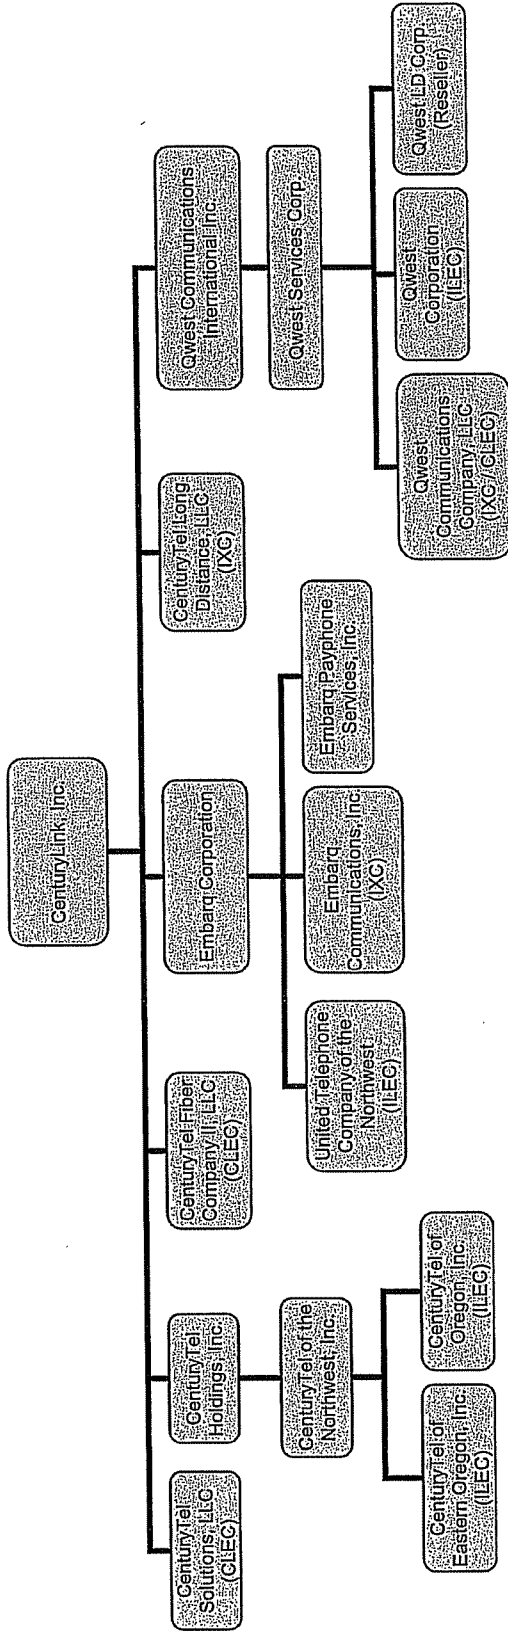 CenturyLink, Inc.
CenturyTel
Solutions, LLC
(CLEC)
CenturyTel
Holdings, Inc.
CenturyTel Fiber
Company II, LLC
(CLEC)
Embarq Corporation
CenturyTel Long
Distance, LLC
(IXC)
Qwest Communications
International Inc.
CenturyTel of the
Northwest, Inc.
CenturyTel of
Eastern Oregon, Inc.
(ILEC)
CenturyTel of
Oregon, Inc.
(ILEC)
United Telephone
Company of the
Northwest
(ILEC)
Embarq
Communications, Inc.
(IXC)
Embarq Payphone
Services, Inc.
Qwest Services Corp.
Qwest
Communications
Company, LLC
(IXC / CLEC)
Qwest
Corporation
(ILEC)
Qwest LD Corp.
(Reseller)